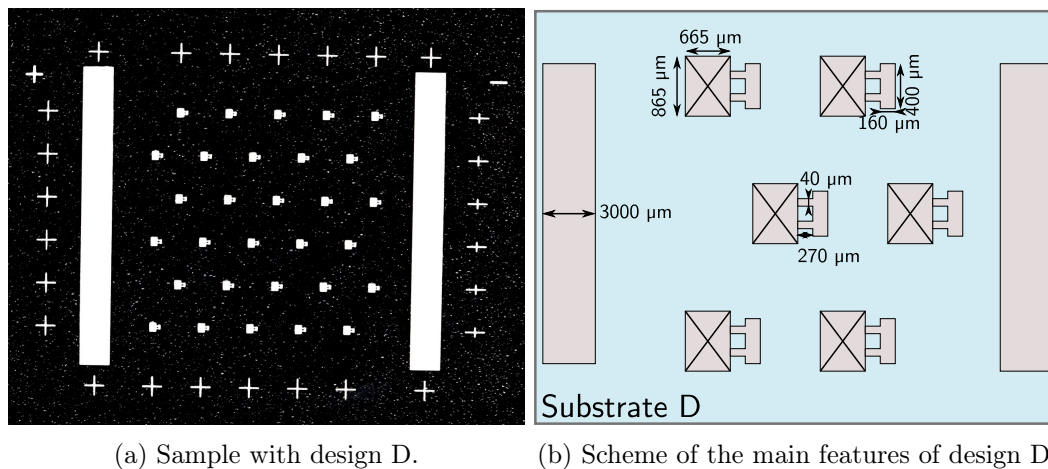 665 µm
865 µm
400 µm
160 µm
40 µm
3000 µm
270 µm
Substrate D
(a) Sample with design D.
(b) Scheme of the main features of design D